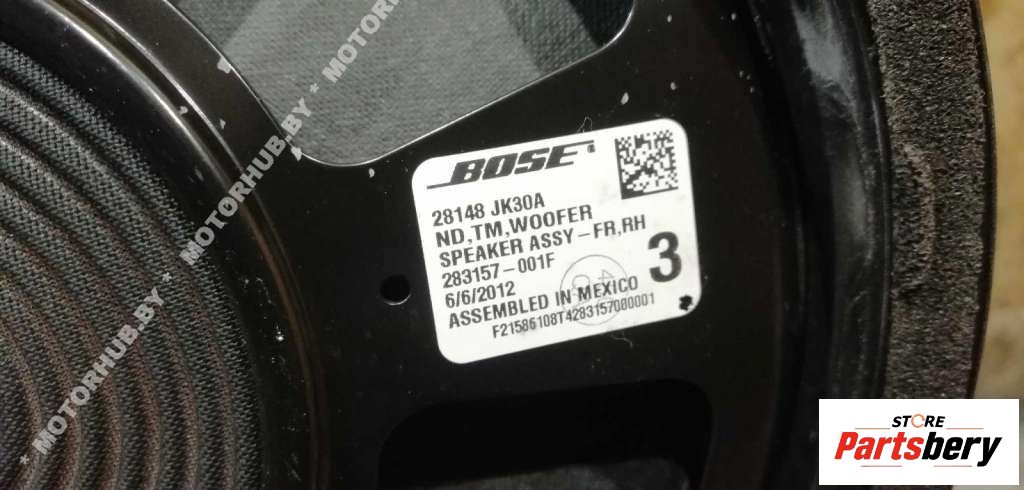 BOSE
28148 JK30A
ND,TM,WOOFER
SPEAKER ASSY-FR,RH
283157-001F
6/6/2012
ASSEMBLED IN MEXICO
3
F21586108T4283157080001
* MOTORHUB.BY * MOTORHUB.BY * MOTORHUB.BY *
STORE
Partsbery